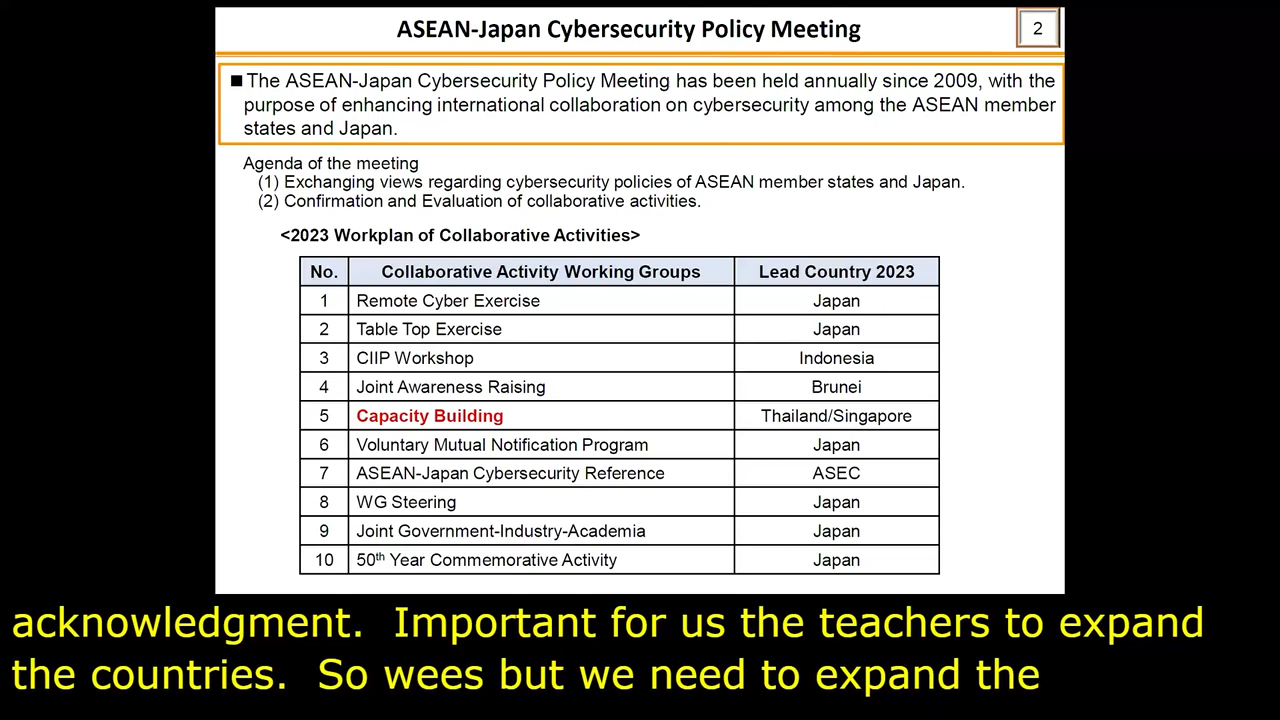 ASEAN-Japan Cybersecurity Policy Meeting
2
■ The ASEAN-Japan Cybersecurity Policy Meeting has been held annually since 2009, with the
purpose of enhancing international collaboration on cybersecurity among the ASEAN member
states and Japan.
Agenda of the meeting
(1) Exchanging views regarding cybersecurity policies of ASEAN member states and Japan.
(2) Confirmation and Evaluation of collaborative activities.
<2023 Workplan of Collaborative Activities>
No. Collaborative Activity Working Groups Lead Country 2023
1 Remote Cyber Exercise Japan
2 Table Top Exercise Japan
3 CIIP Workshop Indonesia
4 Joint Awareness Raising Brunei
5 Capacity Building Thailand/Singapore
6 Voluntary Mutual Notification Program Japan
7 ASEAN-Japan Cybersecurity Reference ASEC
8 WG Steering Japan
9 Joint Government-Industry-Academia Japan
10 50th Year Commemorative Activity Japan
acknowledgment.  Important for us the teachers to expand
the countries.  So wees but we need to expand the